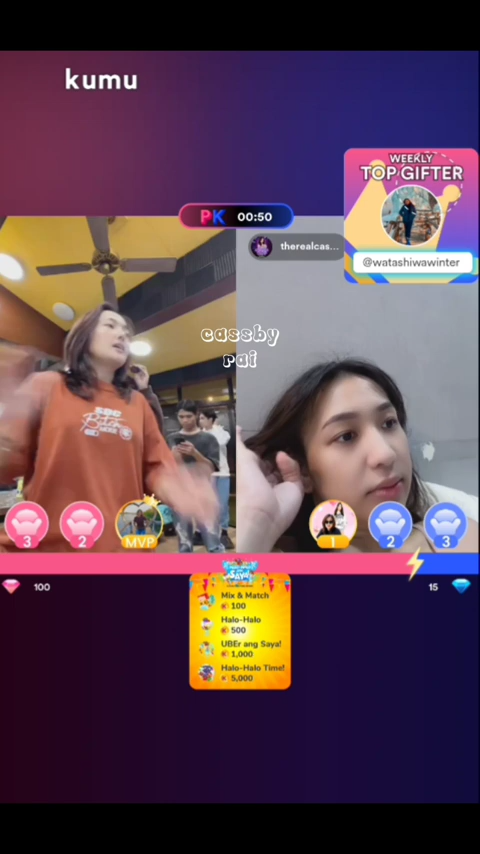 kumu
WEEKLY
TOP GIFTER
@watashiwawinter
PK 00:50
therealcas...
cassby
rai
3
2
MVP
1
2
3
100
15
Mix & Match
100
Halo-Halo
500
UBEr ang Saya!
1,000
Halo-Halo Time!
5,000